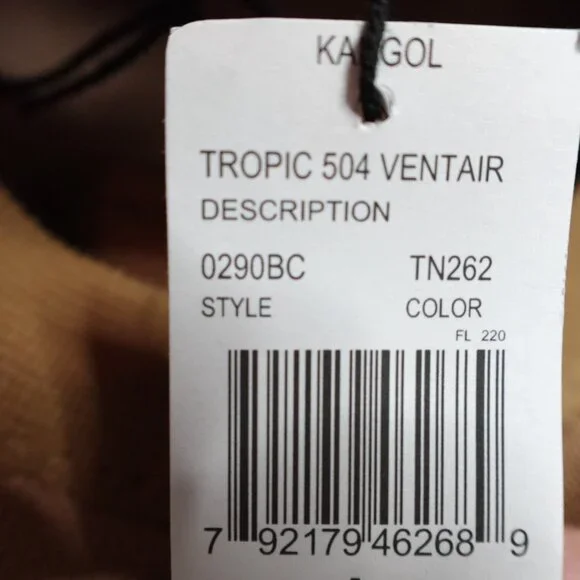 KANGOL
TROPIC 504 VENTAIR
DESCRIPTION
0290BC TN262
STYLE COLOR
FL 220
7 92179 46268 9